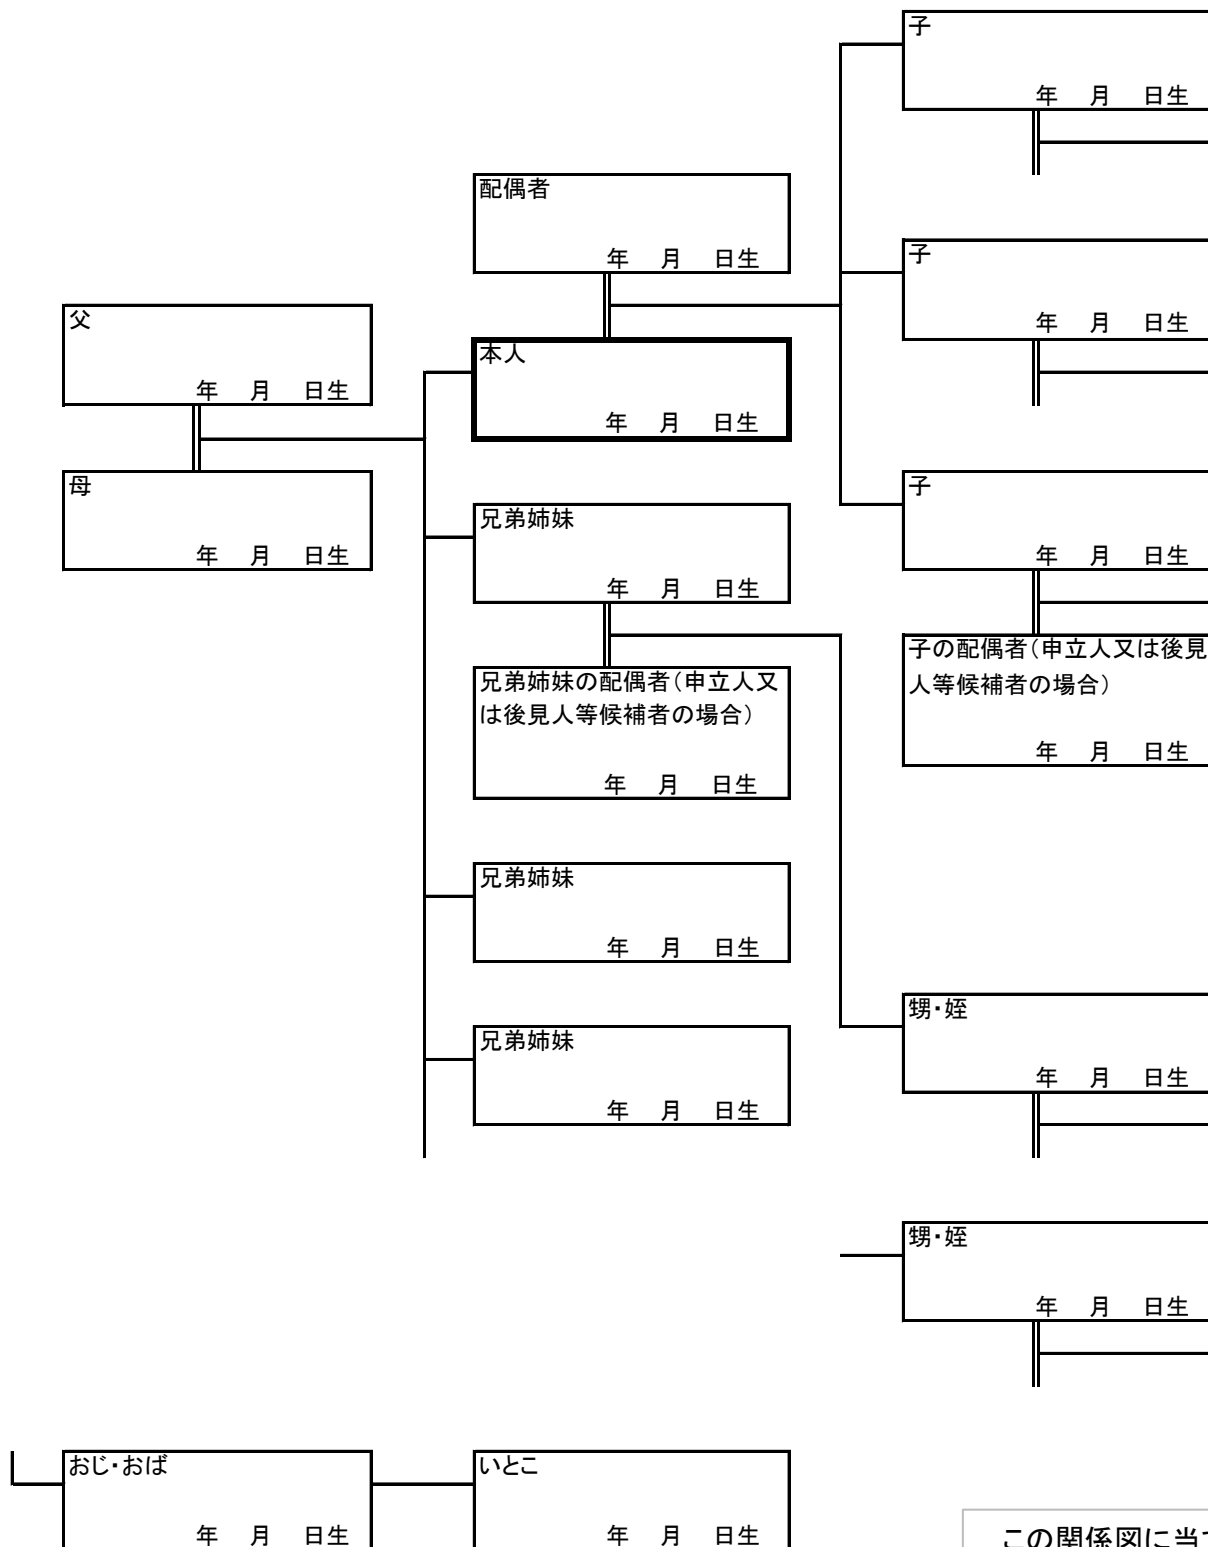 子
年 月 日生
配偶者
年 月 日生
子
年 月 日生
父
年 月 日生
本人
年 月 日生
母
年 月 日生
兄弟姉妹
年 月 日生
子
年 月 日生
兄弟姉妹の配偶者(申立人又
は後見人等候補者の場合)
年 月 日生
子の配偶者(申立人又は後見
人等候補者の場合)
年 月 日生
兄弟姉妹
年 月 日生
兄弟姉妹
年 月 日生
甥・姪
年 月 日生
甥・姪
年 月 日生
おじ・おば
年 月 日生
いとこ
年 月 日生
この関係図に当